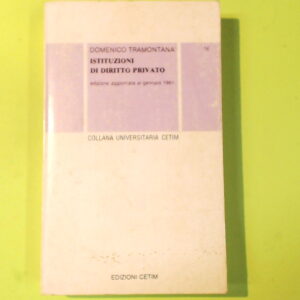 DOMENICO TRAMONTANA
ISTITUZIONI
DI DIRITTO PRIVATO
edizione aggiornata al gennaio 1981
COLLANA UNIVERSITARIA CETIM
EDIZIONI CETIM